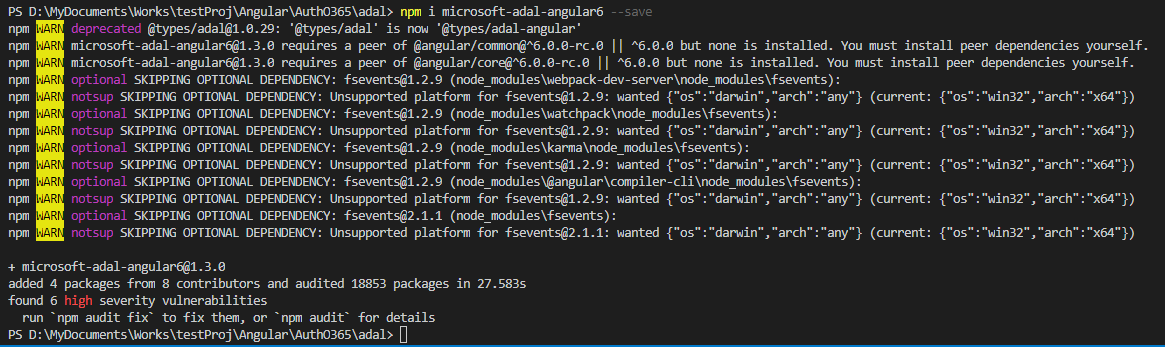 PS D:\MyDocuments\Works\testProj\Angular\AuthO365\adal> npm i microsoft-adal-angular6 --save
npm WARN deprecated @types/adal@1.0.29: '@types/adal' is now '@types/adal-angular'
npm WARN microsoft-adal-angular6@1.3.0 requires a peer of @angular/common@^6.0.0-rc.0 || ^6.0.0 but none is installed. You must install peer dependencies yourself.
npm WARN microsoft-adal-angular6@1.3.0 requires a peer of @angular/core@^6.0.0-rc.0 || ^6.0.0 but none is installed. You must install peer dependencies yourself.
npm WARN optional SKIPPING OPTIONAL DEPENDENCY: fsevents@1.2.9 (node_modules\webpack-dev-server\node_modules\fsevents):
npm WARN notsup SKIPPING OPTIONAL DEPENDENCY: Unsupported platform for fsevents@1.2.9: wanted {"os":"darwin","arch":"any"} (current: {"os":"win32","arch":"x64"})
npm WARN optional SKIPPING OPTIONAL DEPENDENCY: fsevents@1.2.9 (node_modules\watchpack\node_modules\fsevents):
npm WARN notsup SKIPPING OPTIONAL DEPENDENCY: Unsupported platform for fsevents@1.2.9: wanted {"os":"darwin","arch":"any"} (current: {"os":"win32","arch":"x64"})
npm WARN optional SKIPPING OPTIONAL DEPENDENCY: fsevents@1.2.9 (node_modules\karma\node_modules\fsevents):
npm WARN notsup SKIPPING OPTIONAL DEPENDENCY: Unsupported platform for fsevents@1.2.9: wanted {"os":"darwin","arch":"any"} (current: {"os":"win32","arch":"x64"})
npm WARN optional SKIPPING OPTIONAL DEPENDENCY: fsevents@1.2.9 (node_modules\@angular\compiler-cli\node_modules\fsevents):
npm WARN notsup SKIPPING OPTIONAL DEPENDENCY: Unsupported platform for fsevents@1.2.9: wanted {"os":"darwin","arch":"any"} (current: {"os":"win32","arch":"x64"})
npm WARN optional SKIPPING OPTIONAL DEPENDENCY: fsevents@2.1.1 (node_modules\fsevents):
npm WARN notsup SKIPPING OPTIONAL DEPENDENCY: Unsupported platform for fsevents@2.1.1: wanted {"os":"darwin","arch":"any"} (current: {"os":"win32","arch":"x64"})
+ microsoft-adal-angular6@1.3.0
added 4 packages from 8 contributors and audited 18853 packages in 27.583s
found 6 high severity vulnerabilities
run `npm audit fix` to fix them, or `npm audit` for details
PS D:\MyDocuments\Works\testProj\Angular\AuthO365\adal>